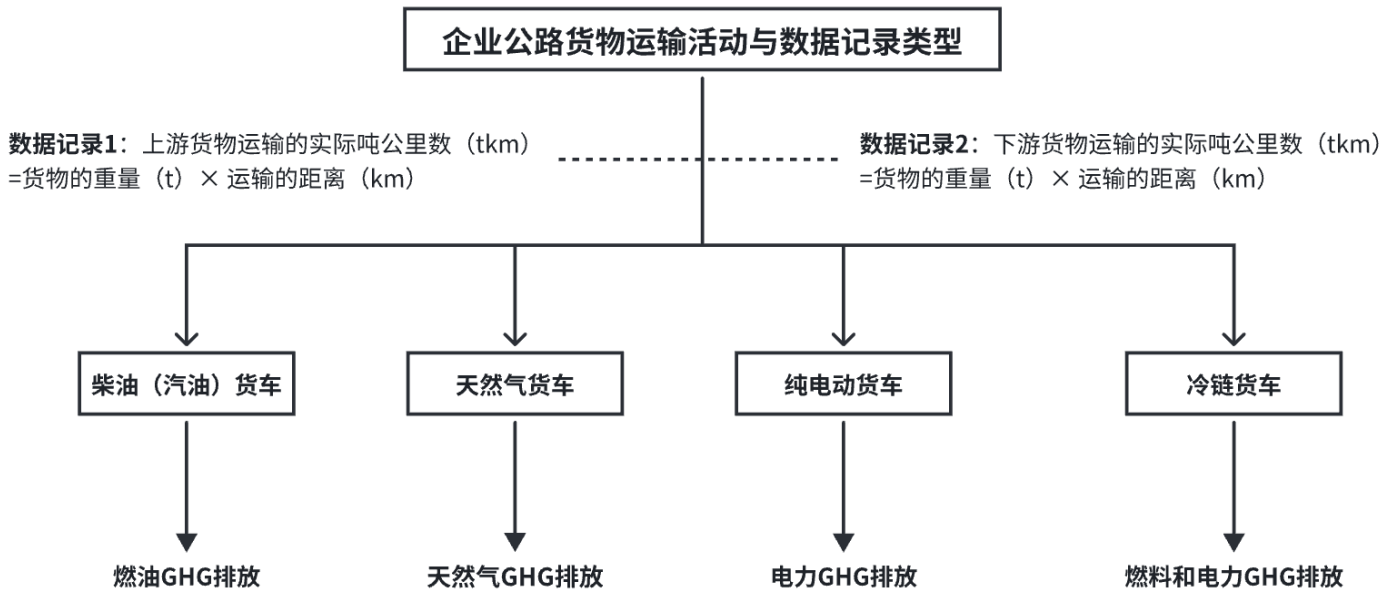 企业公路货物运输活动与数据记录类型
数据记录1：上游货物运输的实际吨公里数（tkm）
=货物的重量（t）× 运输的距离（km）
数据记录2：下游货物运输的实际吨公里数（tkm）
=货物的重量（t）× 运输的距离（km）
柴油（汽油）货车
天然气货车
纯电动货车
冷链货车
燃油GHG排放
天然气GHG排放
电力GHG排放
燃料和电力GHG排放